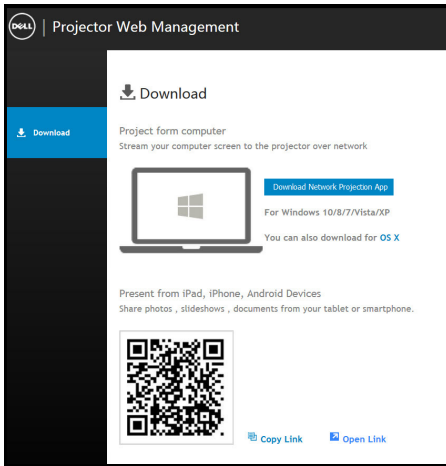 DELL | Projector Web Management
Download
Download
Project form computer
Stream your computer screen to the projector over network
Download Network Projection App
For Windows 10/8/7/Vista/XP
You can also download for OS X
Present from iPad, iPhone, Android Devices
Share photos , slideshows , documents from your tablet or smartphone.
Copy Link
Open Link